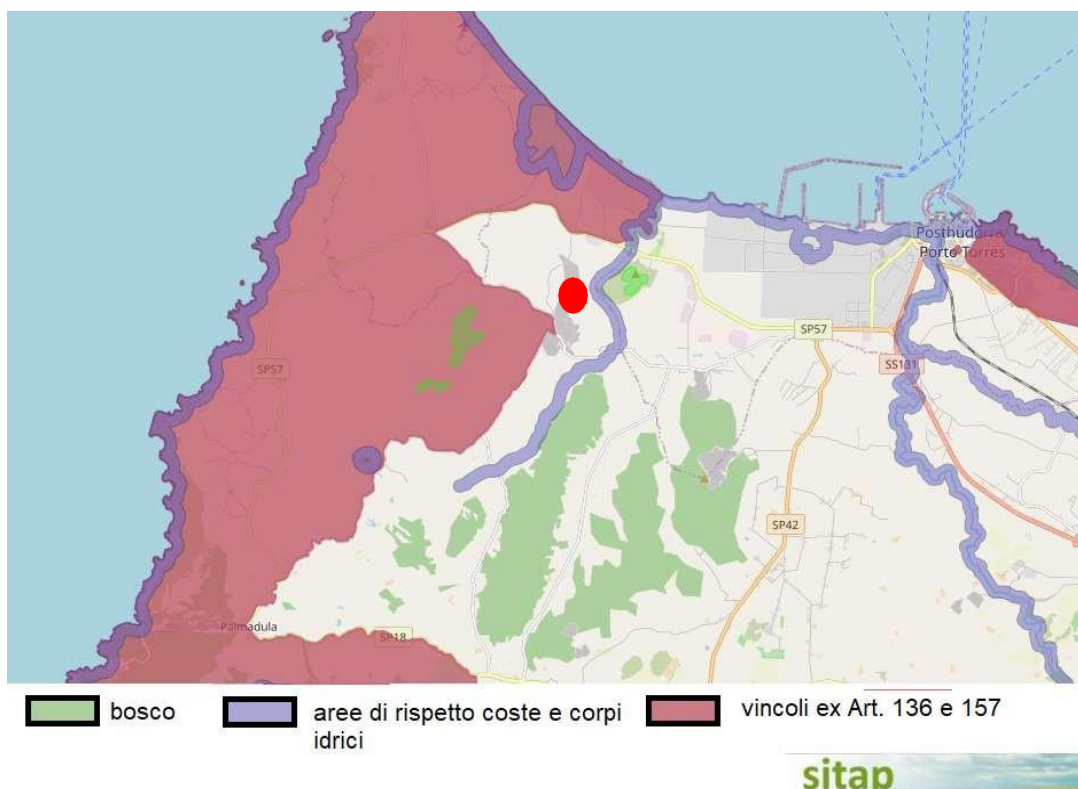 Posthudorra
Porto Torres
SP57
SP57
SS131
SP42
Palmadula
SP18
bosco
aree di rispetto coste e corpi
idrici
vincoli ex Art. 136 e 157
sitap